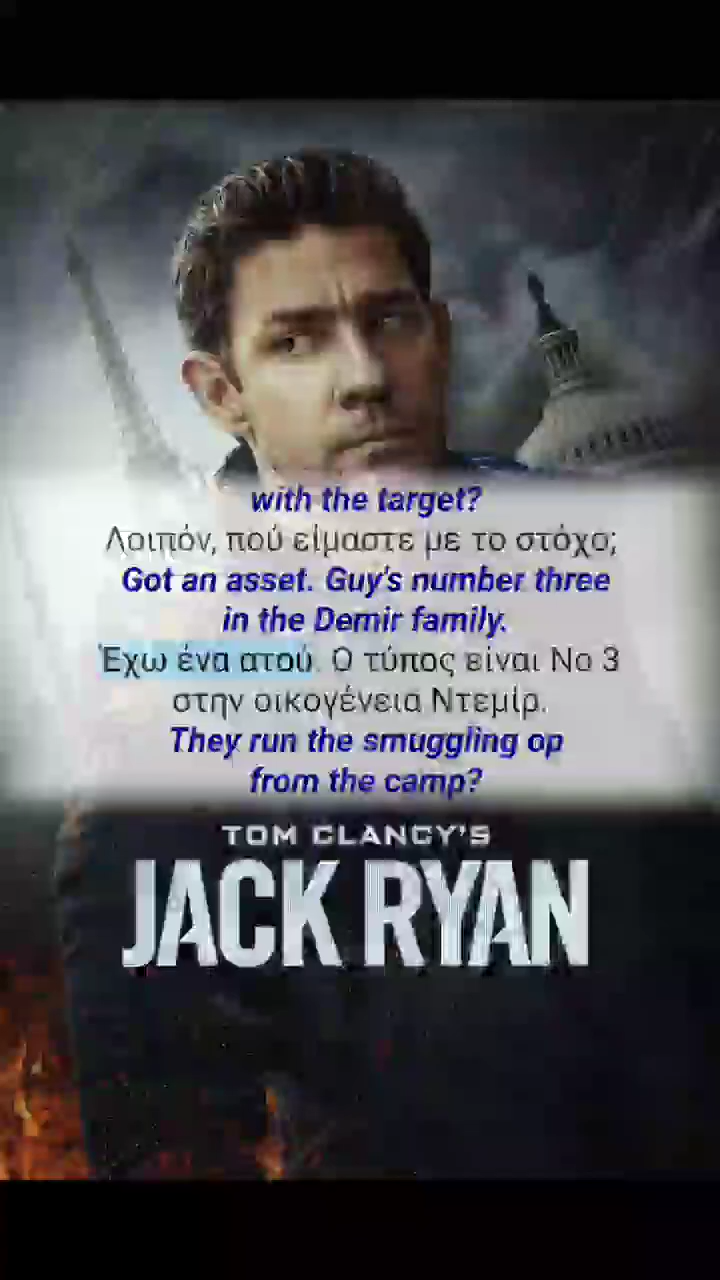 with the target?
Λοιπόν, πού είμαστε με το στόχο;
Got an asset. Guy's number three
in the Demir family.
Έχω ένα ατού. Ο τύπος είναι Νο 3
στην οικογένεια Ντεμίρ.
They run the smuggling op
from the camp?
TOM CLANCY'S
JACK RYAN